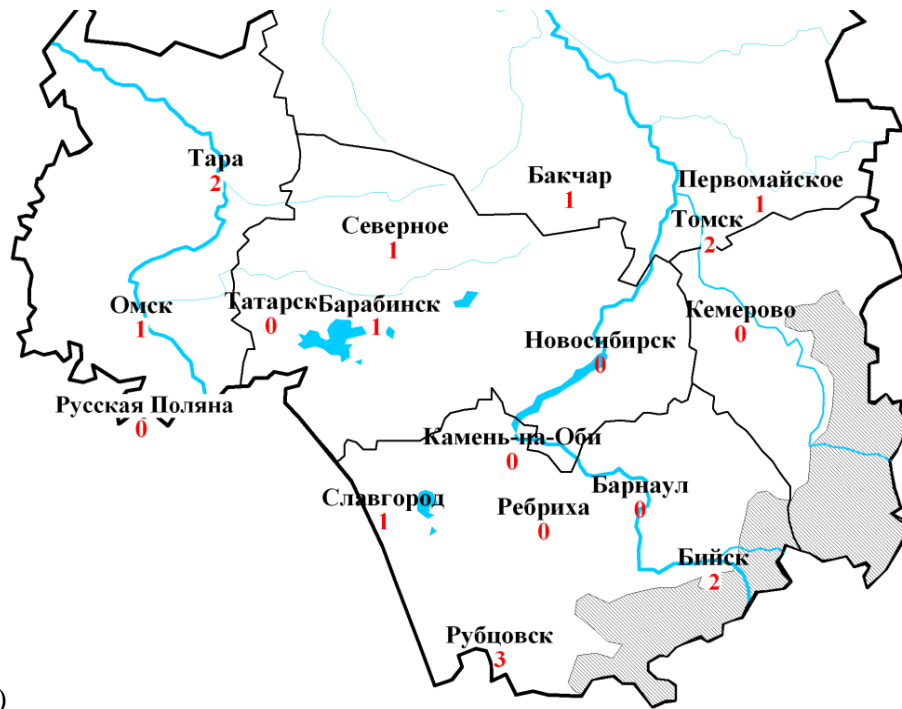 Тара
2
Бакчар
1
Первомайское
1
Томск
2
Северное
1
Омск
1
Татарск
0
Барабинск
1
Кемерово
0
Новосибирск
0
Русская Поляна
0
Камень-на-Оби
0
Славгород
1
Ребриха
0
Барнаул
0
Бийск
2
Рубцовск
3
)